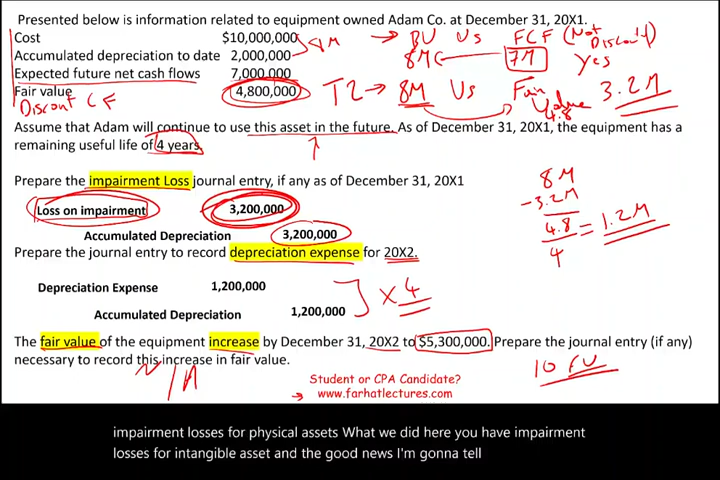 Presented below is information related to equipment owned Adam Co. at December 31, 20X1.
Cost $10,000,000
Accumulated depreciation to date 2,000,000
8M
Expected future net cash flows 7,000,000
Fair value 4,800,000
Discount CF
→ BV Vs FCF (Not Discount)
8M 7M Yes
T2 → 8M Vs Fair Value 4.8 3.2M
Assume that Adam will continue to use this asset in the future. As of December 31, 20X1, the equipment has a
remaining useful life of 4 years.
Prepare the impairment Loss journal entry, if any as of December 31, 20X1
Loss on impairment 3,200,000
Accumulated Depreciation 3,200,000
8M
-3.2M
4.8 = 1.2M
4
Prepare the journal entry to record depreciation expense for 20X2.
Depreciation Expense 1,200,000
Accumulated Depreciation 1,200,000
x 4
The fair value of the equipment increase by December 31, 20X2 to $5,300,000. Prepare the journal entry (if any)
necessary to record this increase in fair value.
N/A
10 FV
Student or CPA Candidate?
→ www.farhatlectures.com
impairment losses for physical assets What we did here you have impairment
losses for intangible asset and the good news I'm gonna tell